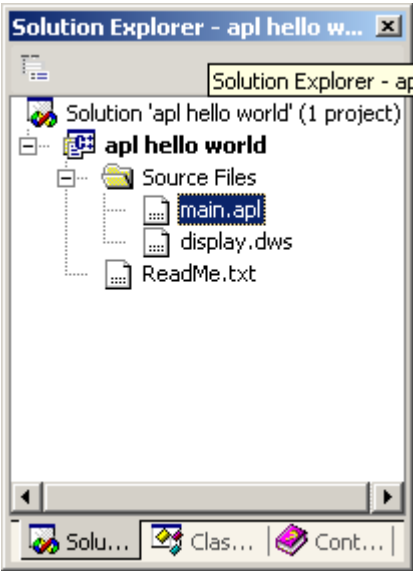 Solution Explorer - apl hello w...
Solution Explorer - ap
Solution 'apl hello world' (1 project)
apl hello world
Source Files
main.apl
display.dws
ReadMe.txt
Solu... Clas... Cont...